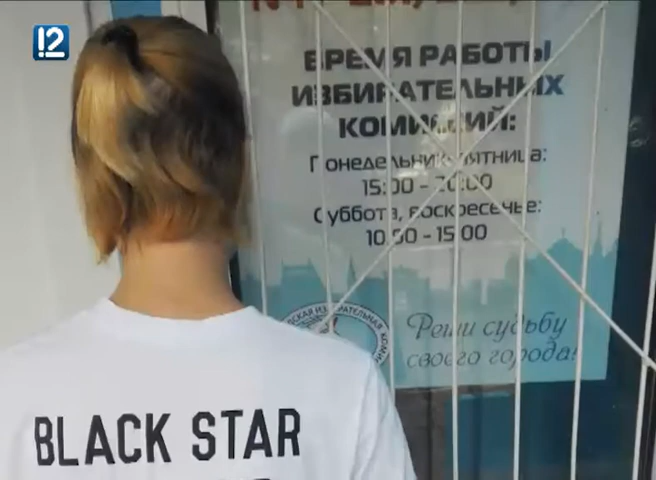 12
ВРЕМЯ РАБОТЫ
ИЗБИРАТЕЛЬНЫХ
КОМИССИЙ:
Понедельник-пятница:
15:00 - 20:00
Суббота, воскресенье:
10:00 - 15:00
ИЗБИРАТЕЛЬНАЯ
Реши судьбу
своего города!
BLACK STAR